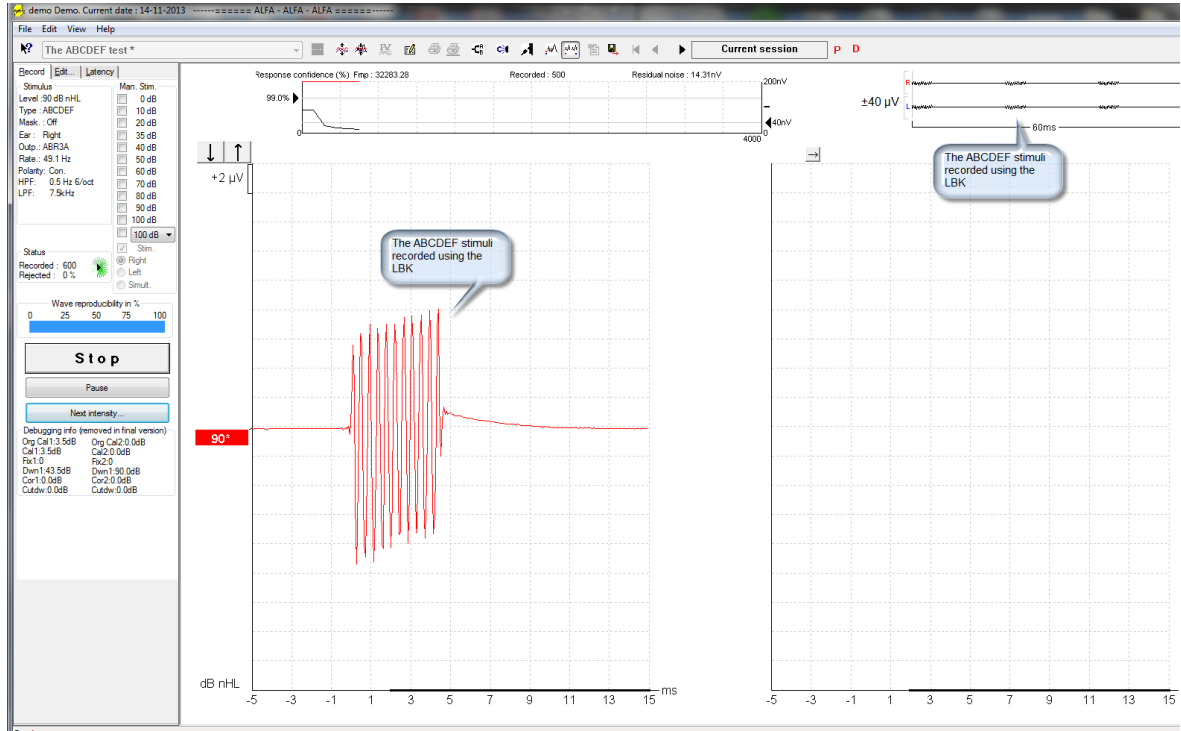 demo Demo. Current date : 14-11-2013 ------====== ALFA - ALFA - ALFA ======------
File Edit View Help
The ABCDEF test *
Current session
P D
Record Edit... Latency
Stimulus
Level :90 dB nHL
Type : ABCDEF
Mask. : Off
Ear : Right
Outp.: ABR3A
Rate.: 49.1 Hz
Polarity: Con.
HPF: 0.5 Hz 6/oct
LPF: 7.5kHz
Man. Stim.
0 dB
10 dB
20 dB
35 dB
40 dB
50 dB
60 dB
70 dB
80 dB
90 dB
100 dB
100 dB
Stim.
Right
Left
Simult.
Status
Recorded : 600
Rejected : 0 %
Wave reproducibility in %
0 25 50 75 100
Stop
Pause
Next intensity...
Debugging info (removed in final version)
Org Cal1:3.5dB Org Cal2:0.0dB
Cal1:3.5dB Cal2:0.0dB
Fix1:0 Fix2:0
Dwn1:43.5dB Dwn1:90.0dB
Cor1:0.0dB Cor2:0.0dB
Cutdw:0.0dB Cutdw:0.0dB
Response confidence (%) Fmp : 32283.28 Recorded : 500 Residual noise : 14.31nV
99.0%
0
200nV
40nV
0
4000
±40 µV
R
L
60ms
The ABCDEF stimuli
recorded using the
LBK
+2 µV
The ABCDEF stimuli
recorded using the
LBK
90*
dB nHL
-5 -3 -1 1 3 5 7 9 11 13 15 ms
-5 -3 -1 1 3 5 7 9 11 13 15